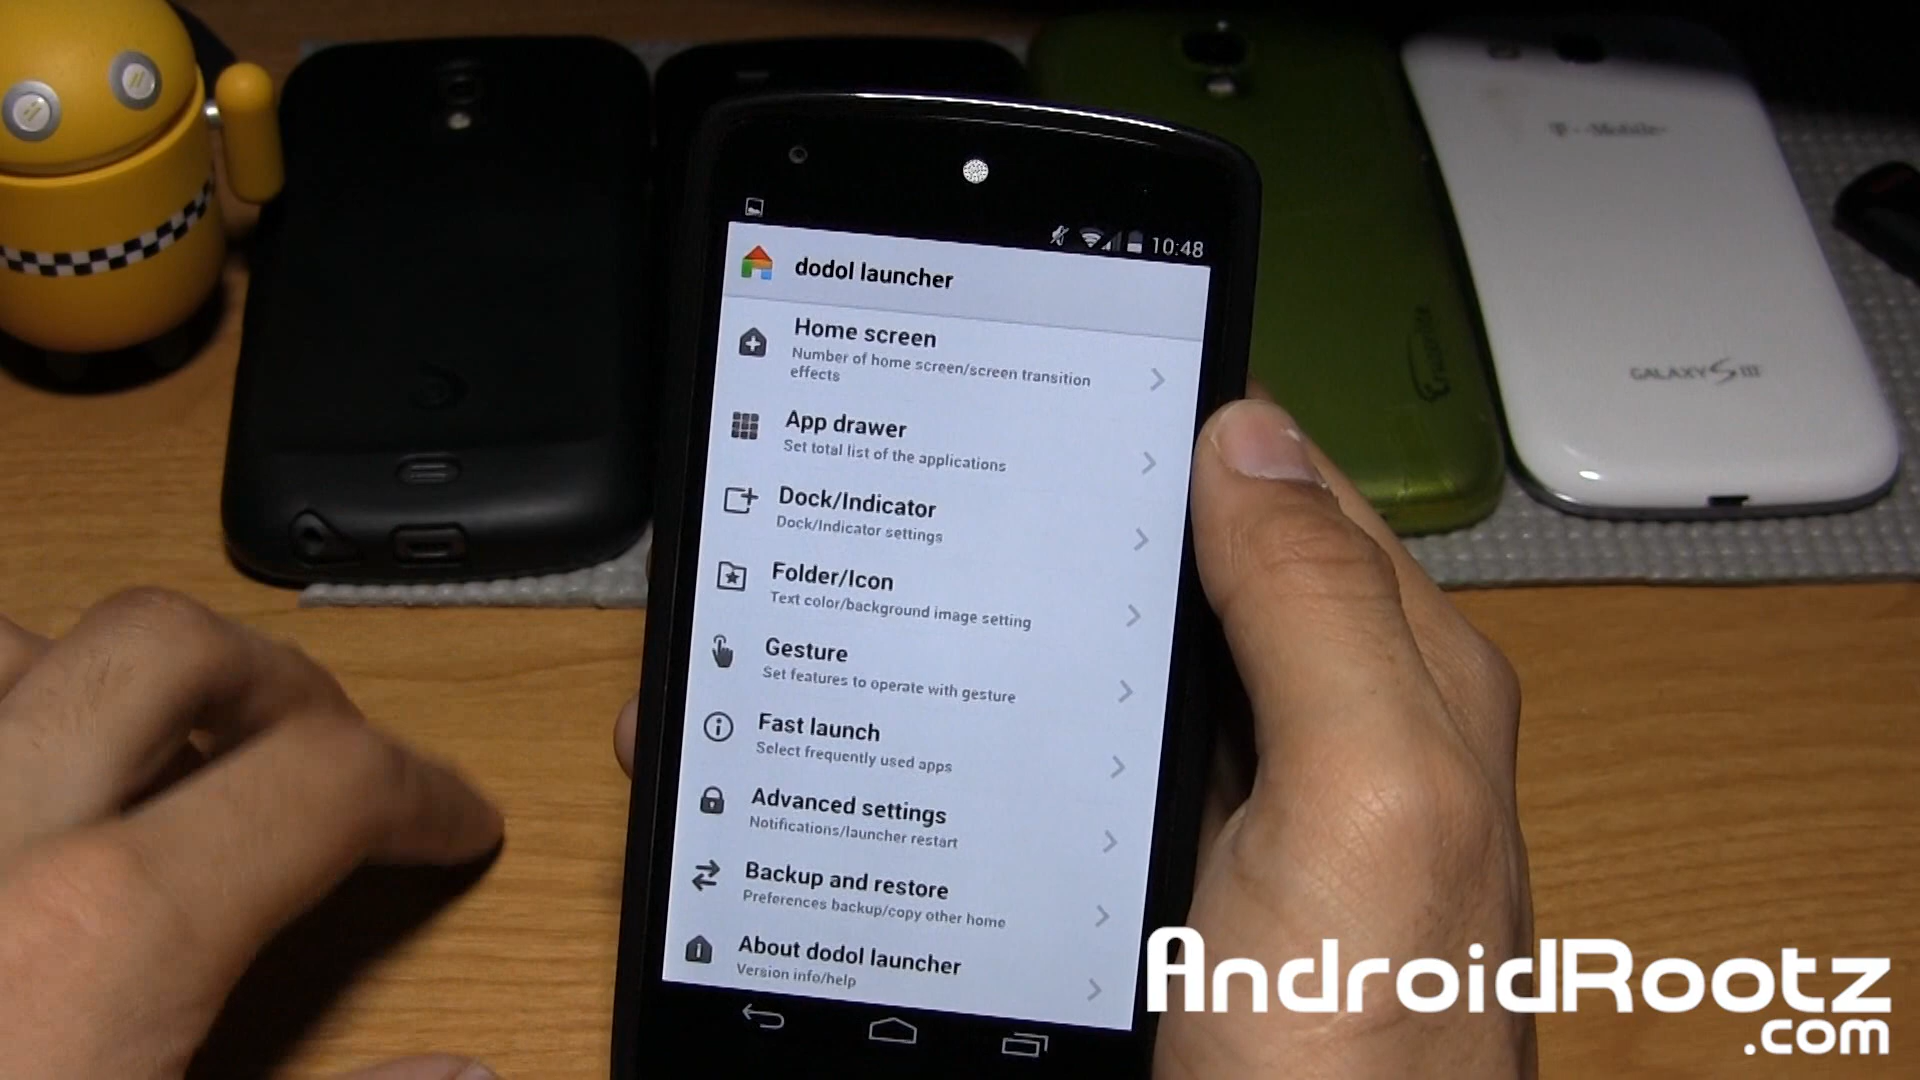 T··Mobile·
GALAXY S III
10:48
dodol launcher
Home screen
Number of home screen/screen transition
effects
App drawer
Set total list of the applications
Dock/Indicator
Dock/Indicator settings
Folder/Icon
Text color/background image setting
Gesture
Set features to operate with gesture
Fast launch
Select frequently used apps
Advanced settings
Notifications/launcher restart
Backup and restore
Preferences backup/copy other home
About dodol launcher
Version info/help
AndroidRootz
.com